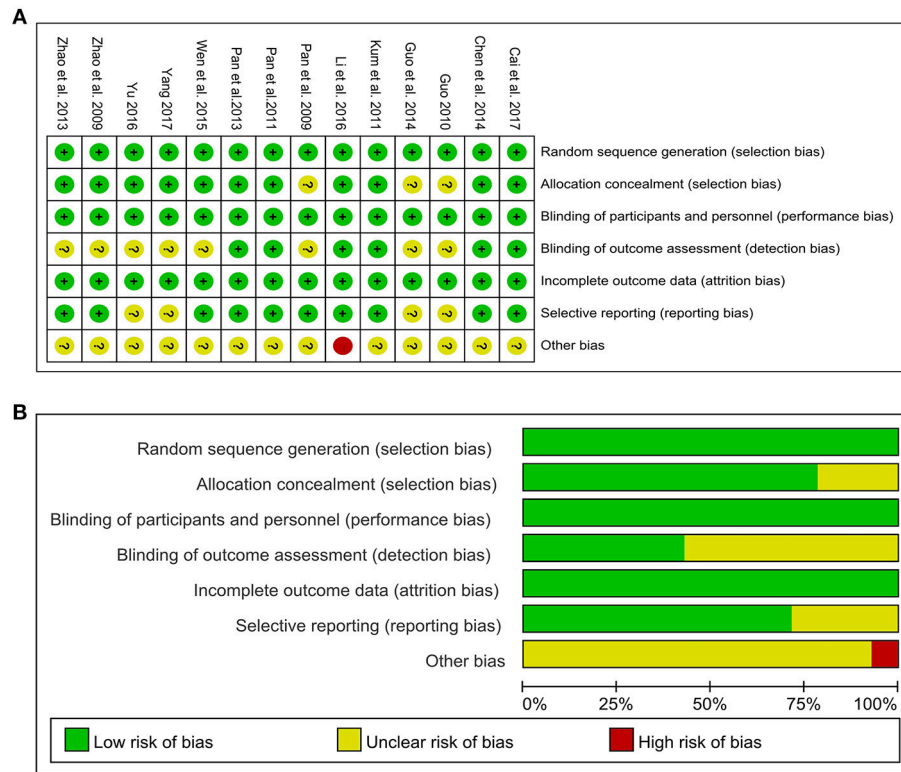 A
Zhao et al. 2013
Zhao et al. 2009
Yu 2016
Yang 2017
Wen et al. 2015
Pan et al.2013
Pan et al.2011
Pan et al. 2009
Li et al. 2016
Kum et al. 2011
Guo et al. 2014
Guo 2010
Chen et al. 2014
Cai et al. 2017
+ + + + + + + + + + + + + + Random sequence generation (selection bias)
+ + + + + + + ? + + ? ? + + Allocation concealment (selection bias)
+ + + + + + + + + + + + + + Blinding of participants and personnel (performance bias)
? ? ? ? ? + + ? + + ? ? + + Blinding of outcome assessment (detection bias)
+ + + + + + + + + + + + + + Incomplete outcome data (attrition bias)
+ + ? ? + + + + + + ? ? + + Selective reporting (reporting bias)
? ? ? ? ? ? ? ? ? ? ? ? ? Other bias
B
Random sequence generation (selection bias)
Allocation concealment (selection bias)
Blinding of participants and personnel (performance bias)
Blinding of outcome assessment (detection bias)
Incomplete outcome data (attrition bias)
Selective reporting (reporting bias)
Other bias
0% 25% 50% 75% 100%
Low risk of bias Unclear risk of bias High risk of bias